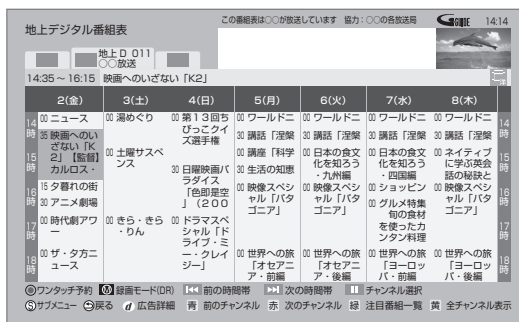 地上デジタル番組表
この番組表は○○が放送しています 協力：○○の各放送局
G GUIDE 14:14
地上D 011
○○放送
14:35～16:15 映画へのいざない「K2」
2(金) 3(土) 4(日) 5(月) 6(火) 7(水) 8(木)
14時
15時
16時
17時
18時
00 ニュース
35 映画へのい
ざない「K
2」【監督】
カルロス・
15 夕暮れの街
30 アニメ劇場
00 時代劇アワ
ー
00 ザ・夕方ニ
ュース
00 湯めぐり
00 土曜サスペ
ンス
00 きら・きら
・りん
00 第13回ち
びっこクイ
ズ選手権
30 日曜映画パ
ラダイス
「色即是空
」(200
00 ドラマスペ
シャル「ド
ライブ・ミ
ー・クレイ
ジー」
00 ワールドニ
30 講話「涅槃
00 講座「科学
30 生活の知恵
00 映像スペシ
ャル「パタ
ゴニア」
00 世界への旅
「オセアニ
ア・前編
00 ワールドニ
30 講話「涅槃
00 日本の食文
化を知ろう
・九州編
00 映像スペシ
ャル「パタ
ゴニア」
00 世界への旅
「オセアニ
ア・後編
00 ワールドニ
30 講話「涅槃
00 日本の食文
化を知ろう
・四国編
00 ショッピン
30 グルメ特集
旬の食材
を使ったカ
ンタン料理
00 世界への旅
「ヨーロッ
パ・前編
00 ワールドニ
30 講話「涅槃
00 ネイティブ
に学ぶ英会
話の秘訣と
00 映像スペシ
ャル「パタ
ゴニア」
00 世界への旅
「ヨーロッ
パ・後編
ワンタッチ予約 録画モード(DR) 前の時間帯 次の時間帯 チャンネル選択
Sサブメニュー 戻る d 広告詳細 青 前のチャンネル 赤 次のチャンネル 緑 注目番組一覧 黄 全チャンネル表示